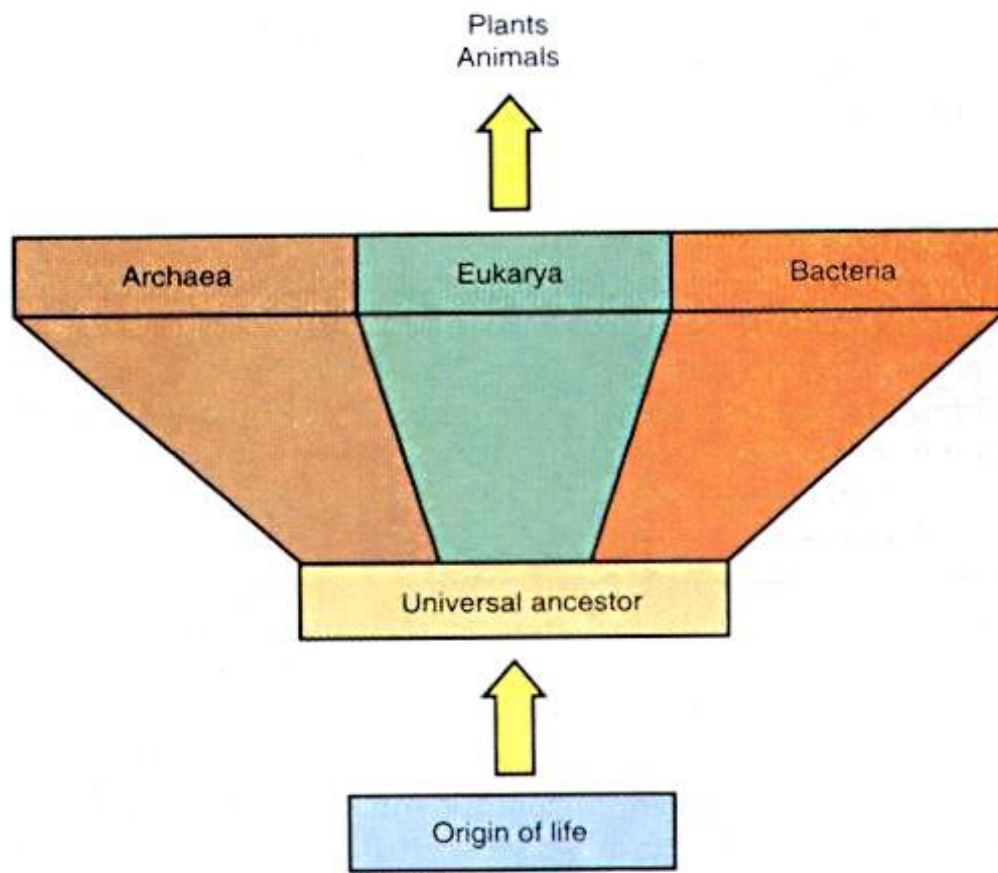 Plants
Animals
Archaea
Eukarya
Bacteria
Universal ancestor
Origin of life